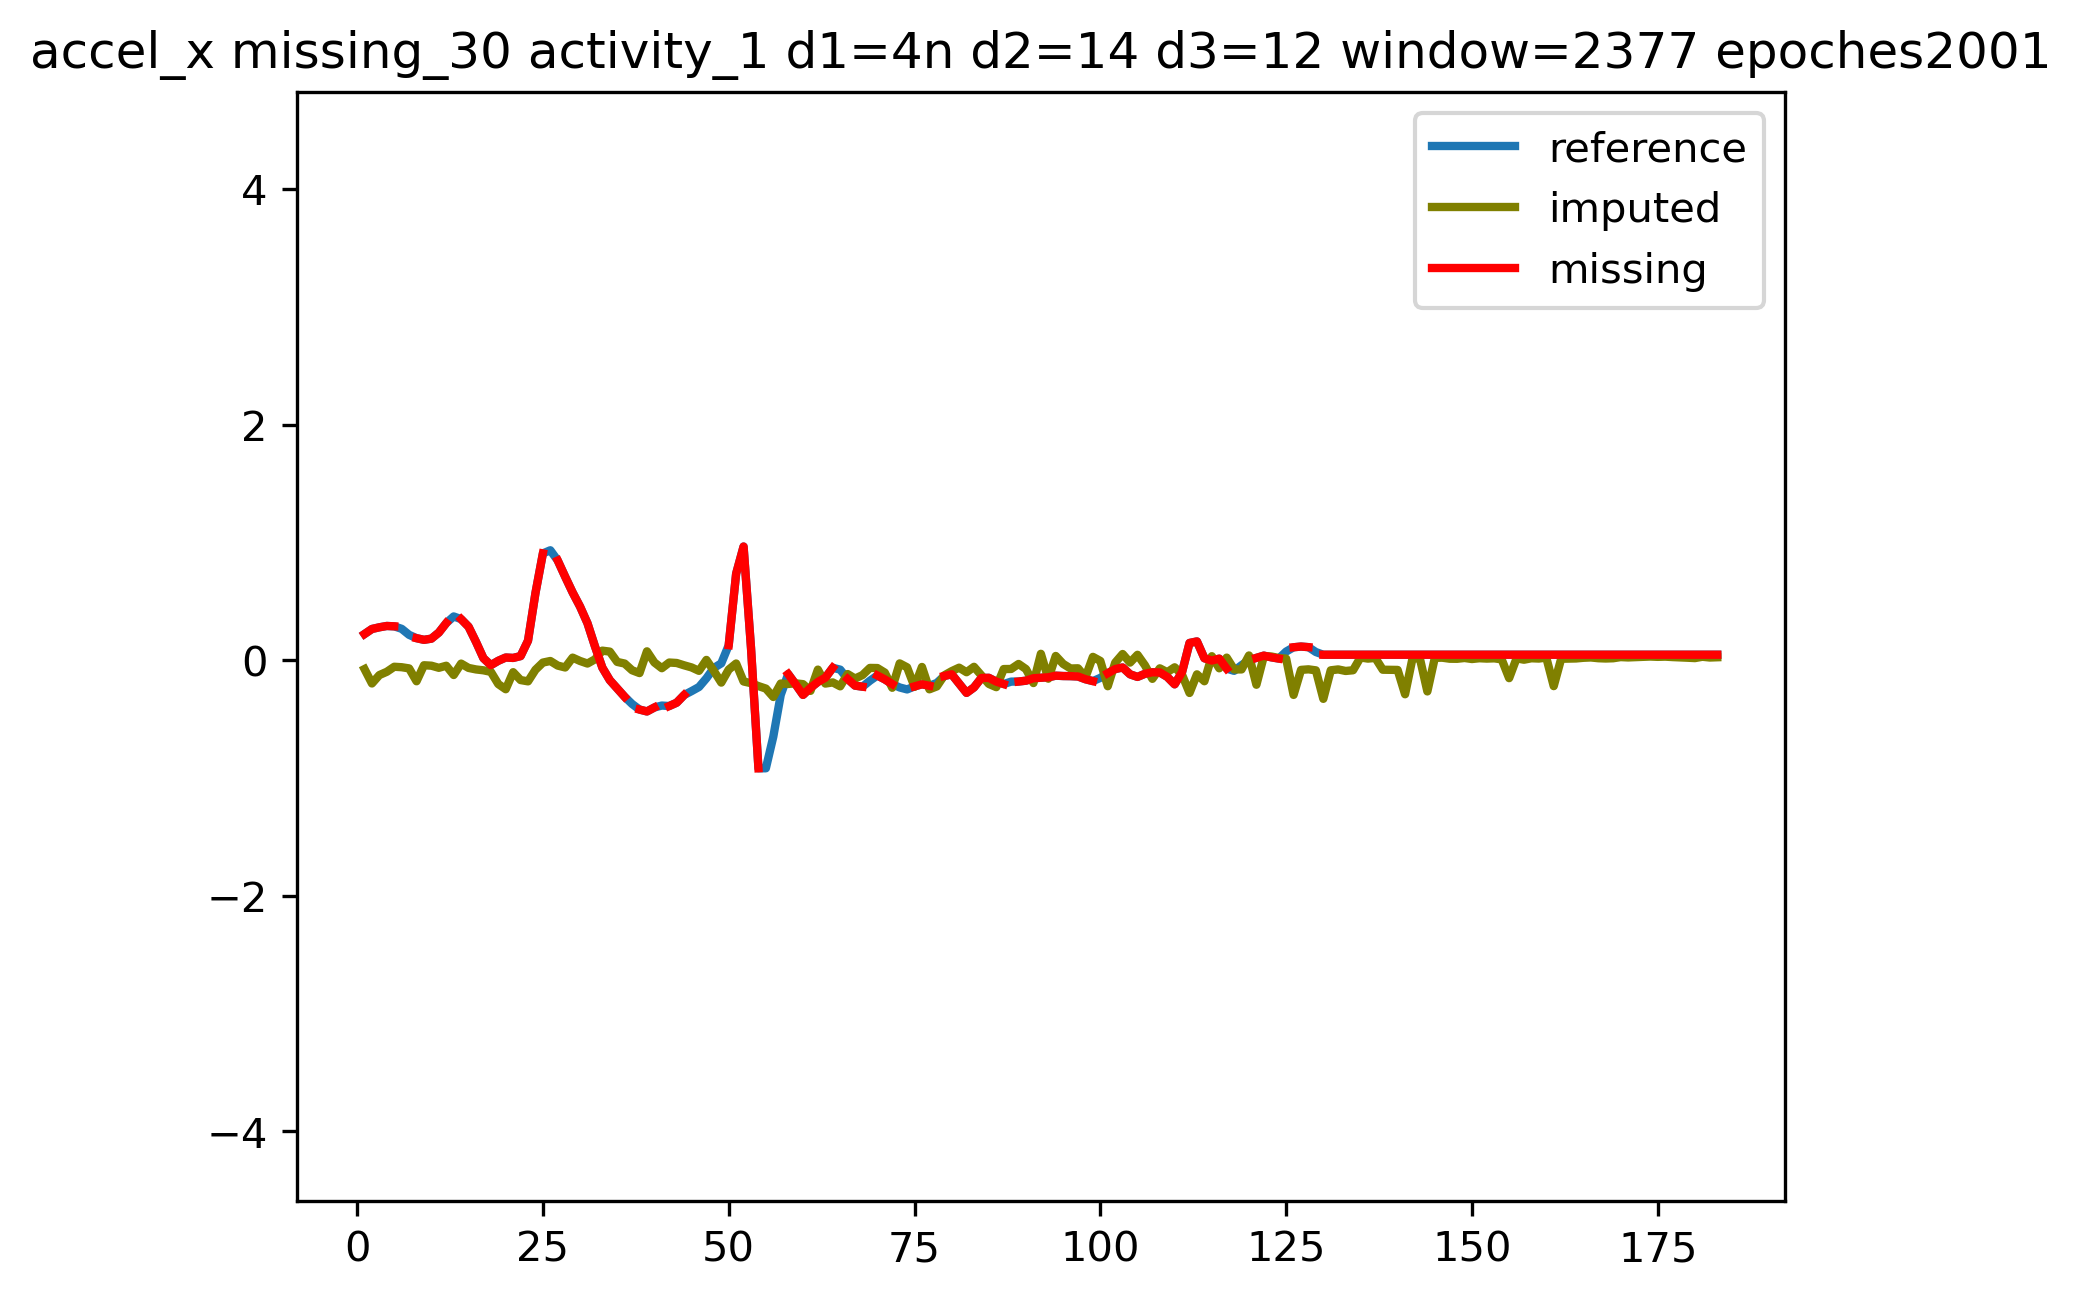 accel_x missing_30 activity_1 d1=4n d2=14 d3=12 window=2377 epoches2001
reference
imputed
missing
4
2
0
−2
−4
0 25 50 75 100 125 150 175